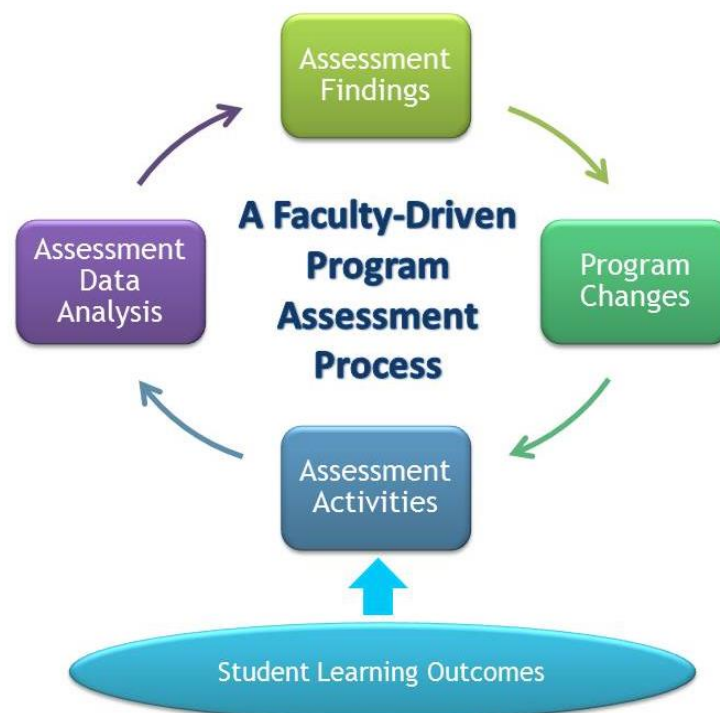 Assessment
Findings
A Faculty-Driven
Program
Assessment
Process
Assessment
Data
Analysis
Program
Changes
Assessment
Activities
Student Learning Outcomes